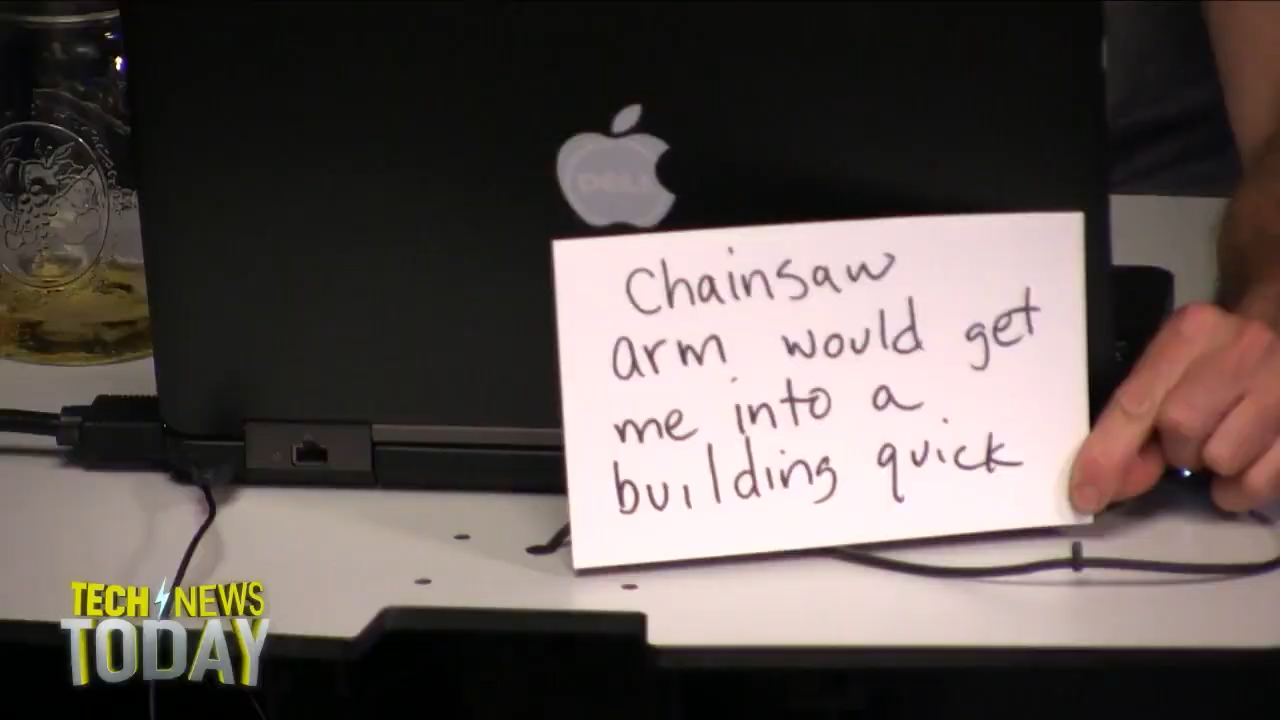 DELL
Chainsaw
arm would get
me into a
building quick
TECH NEWS
TODAY